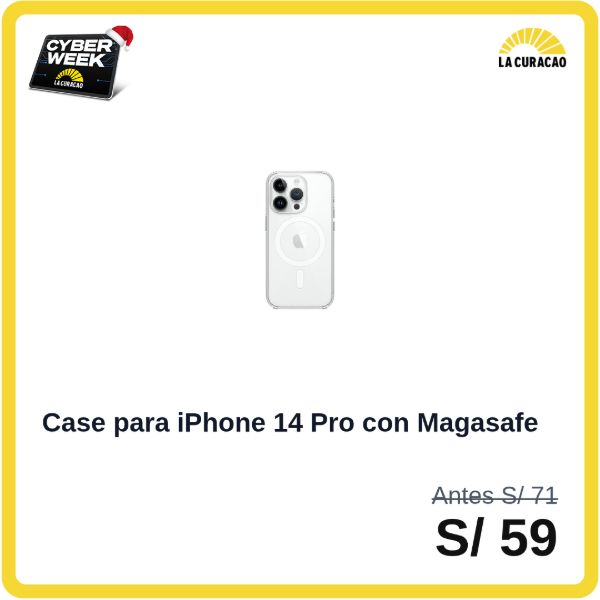 CYBER
WEEK
LA CURACAO
LA CURACAO
Case para iPhone 14 Pro con Magasafe
Antes S/ 71
S/ 59